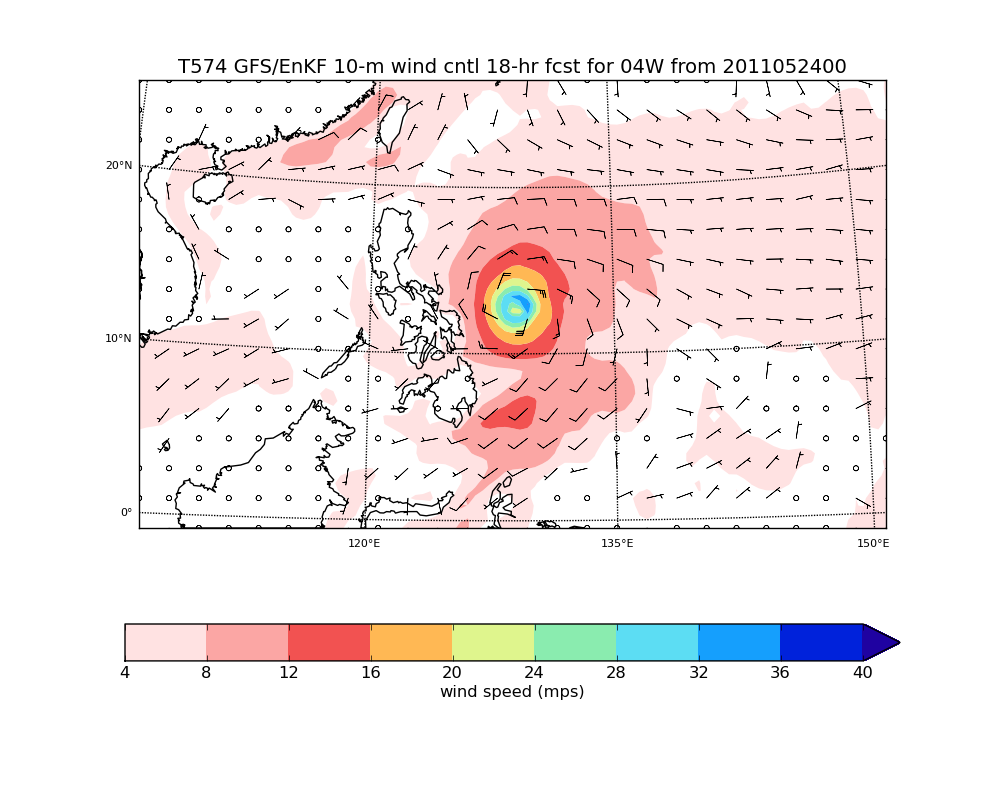 T574 GFS/EnKF 10-m wind cntl 18-hr fcst for 04W from 2011052400
20°N
10°N
0°
120°E 135°E 150°E
4 8 12 16 20 24 28 32 36 40
wind speed (mps)